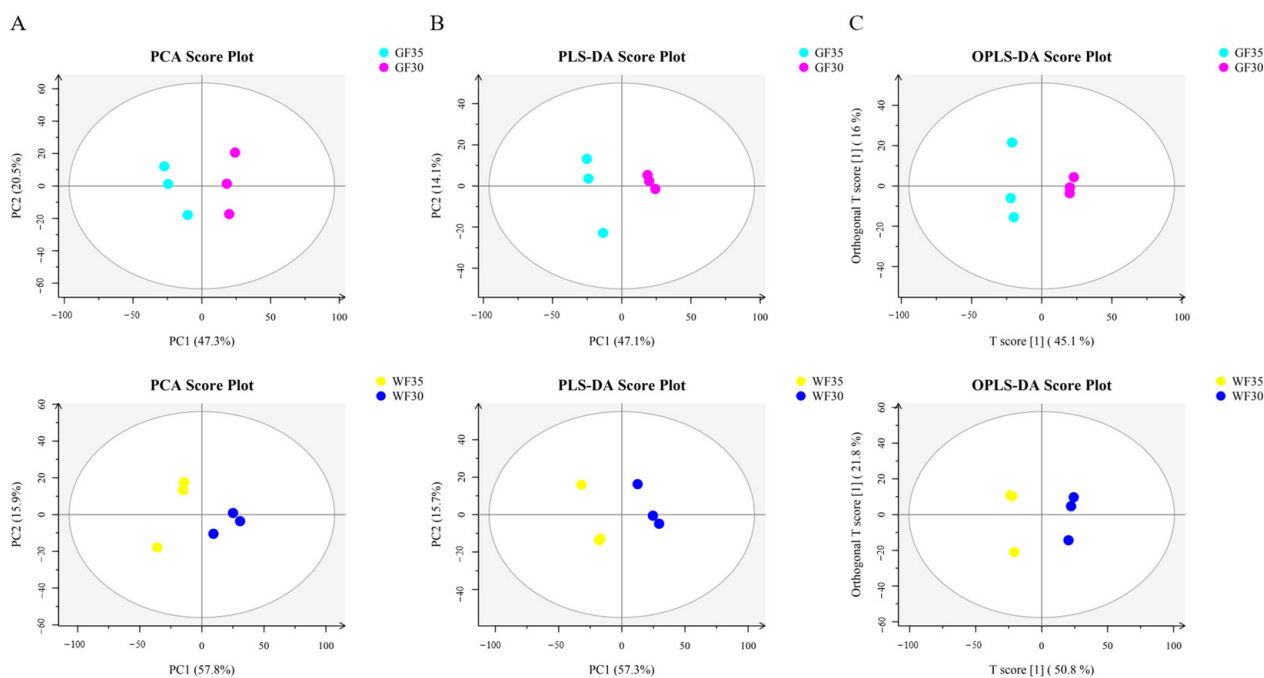 A
B
C
PCA Score Plot
GF35
GF30
60
40
20
0
−20
−40
−60
PC2 (20.5%)
−100
−50
0
50
100
PC1 (47.3%)
PLS-DA Score Plot
GF35
GF30
40
20
0
−20
−40
PC2 (14.1%)
−100
−50
0
50
100
PC1 (47.1%)
OPLS-DA Score Plot
GF35
GF30
40
20
0
−20
−40
Orthogonal T score [1] ( 16 %)
−100
−50
0
50
100
T score [1] ( 45.1 %)
PCA Score Plot
WF35
WF30
60
40
20
0
−20
−40
−60
PC2 (15.9%)
−100
−50
0
50
100
PC1 (57.8%)
PLS-DA Score Plot
WF35
WF30
40
20
0
−20
−40
PC2 (15.7%)
−100
−50
0
50
100
PC1 (57.3%)
OPLS-DA Score Plot
WF35
WF30
60
40
20
0
−20
−40
−60
Orthogonal T score [1] ( 21.8 %)
−100
−50
0
50
100
T score [1] ( 50.8 %)